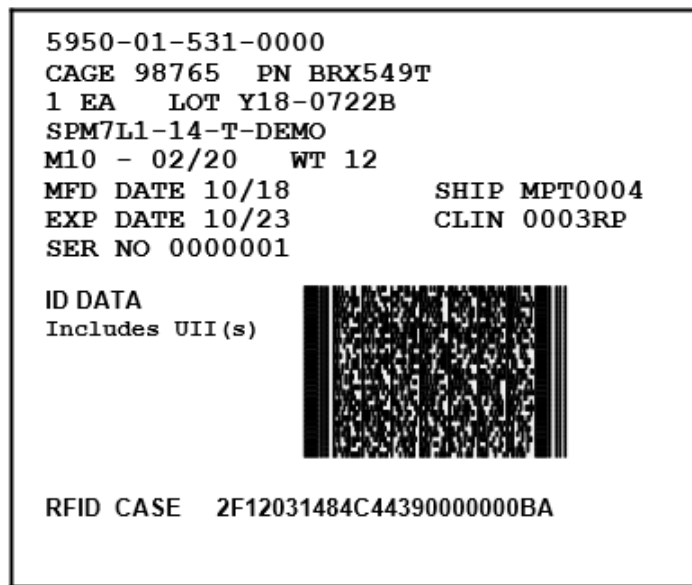 5950-01-531-0000
CAGE 98765 PN BRX549T
1 EA LOT Y18-0722B
SPM7L1-14-T-DEMO
M10 - 02/20 WT 12
MFD DATE 10/18 SHIP MPT0004
EXP DATE 10/23 CLIN 0003RP
SER NO 0000001
ID DATA
Includes UII(s)
RFID CASE 2F12031484C44390000000BA